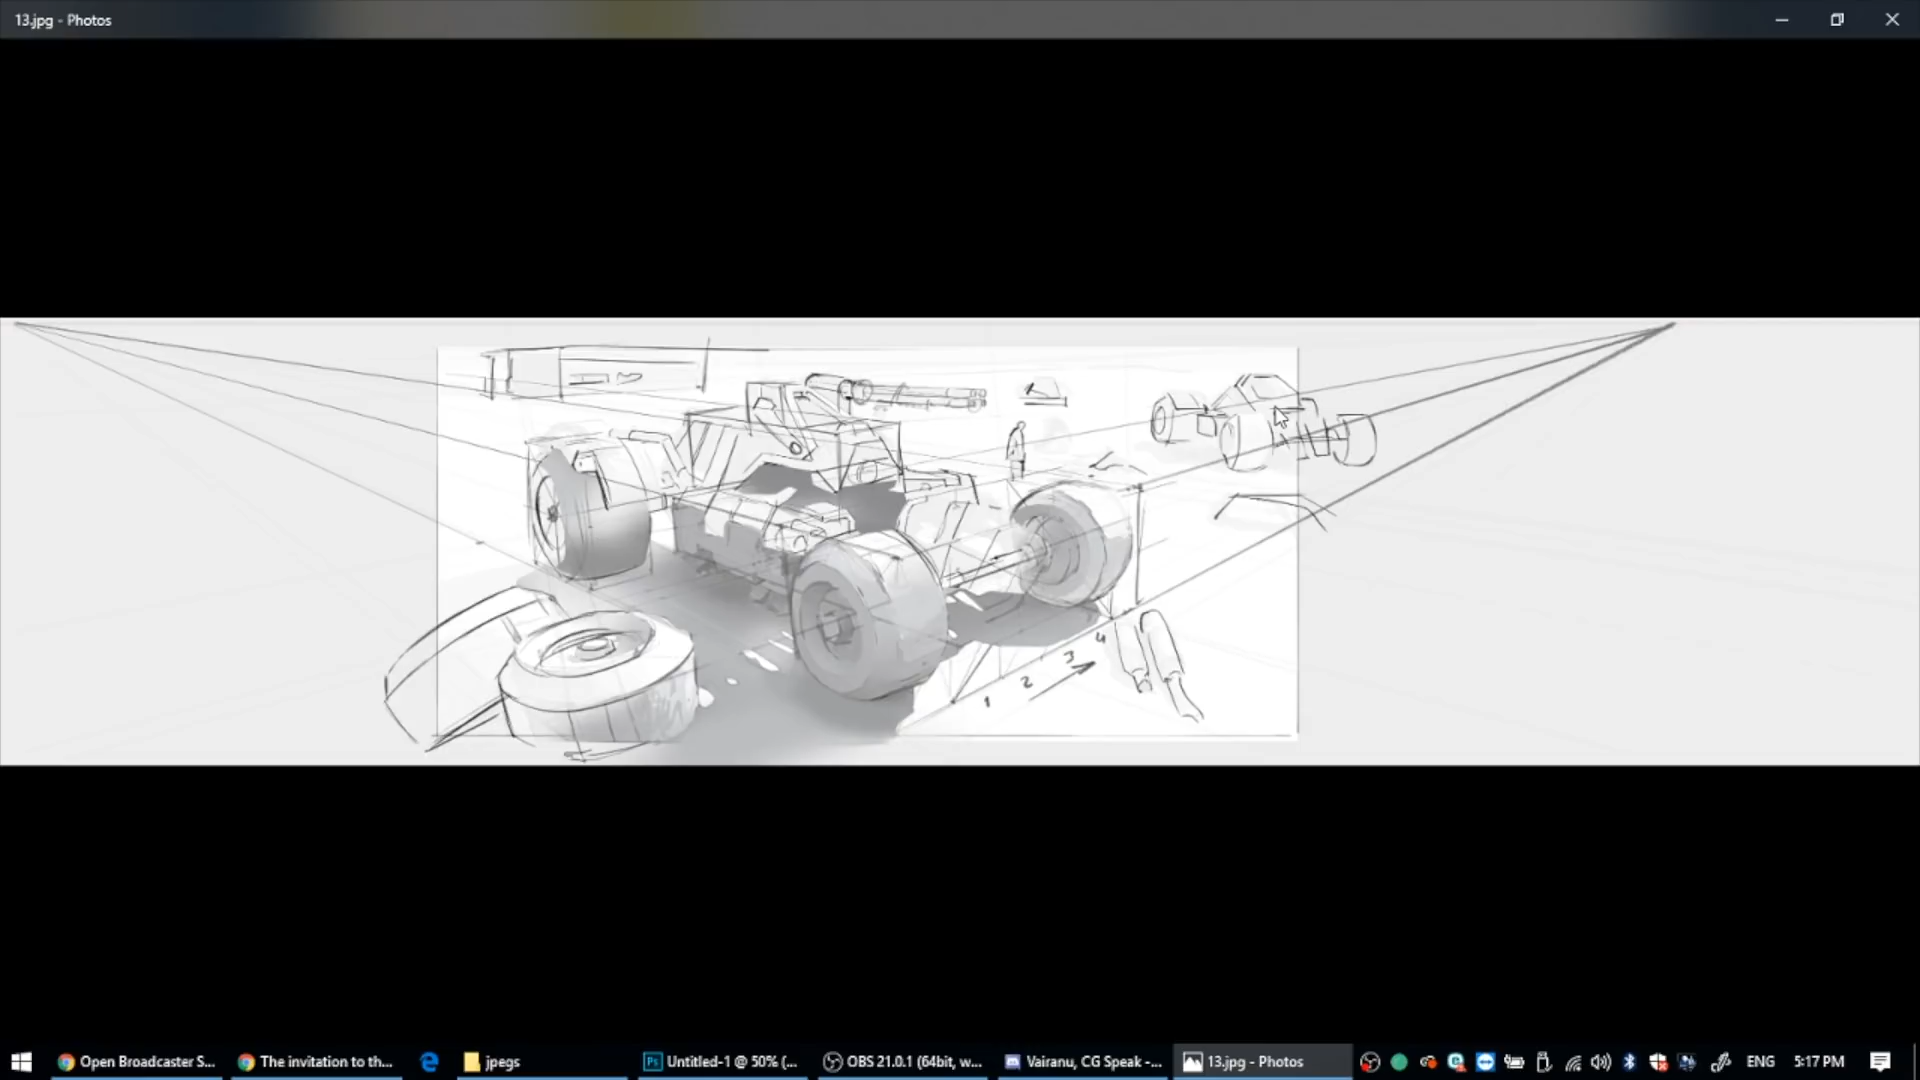 13.jpg - Photos
4
3
2
1
Open Broadcaster S...
The invitation to th...
jpegs
Ps
Untitled-1 @ 50% (...
OBS 21.0.1 (64bit, w...
Vairanu, CG Speak -...
13.jpg - Photos
ENG
5:17 PM